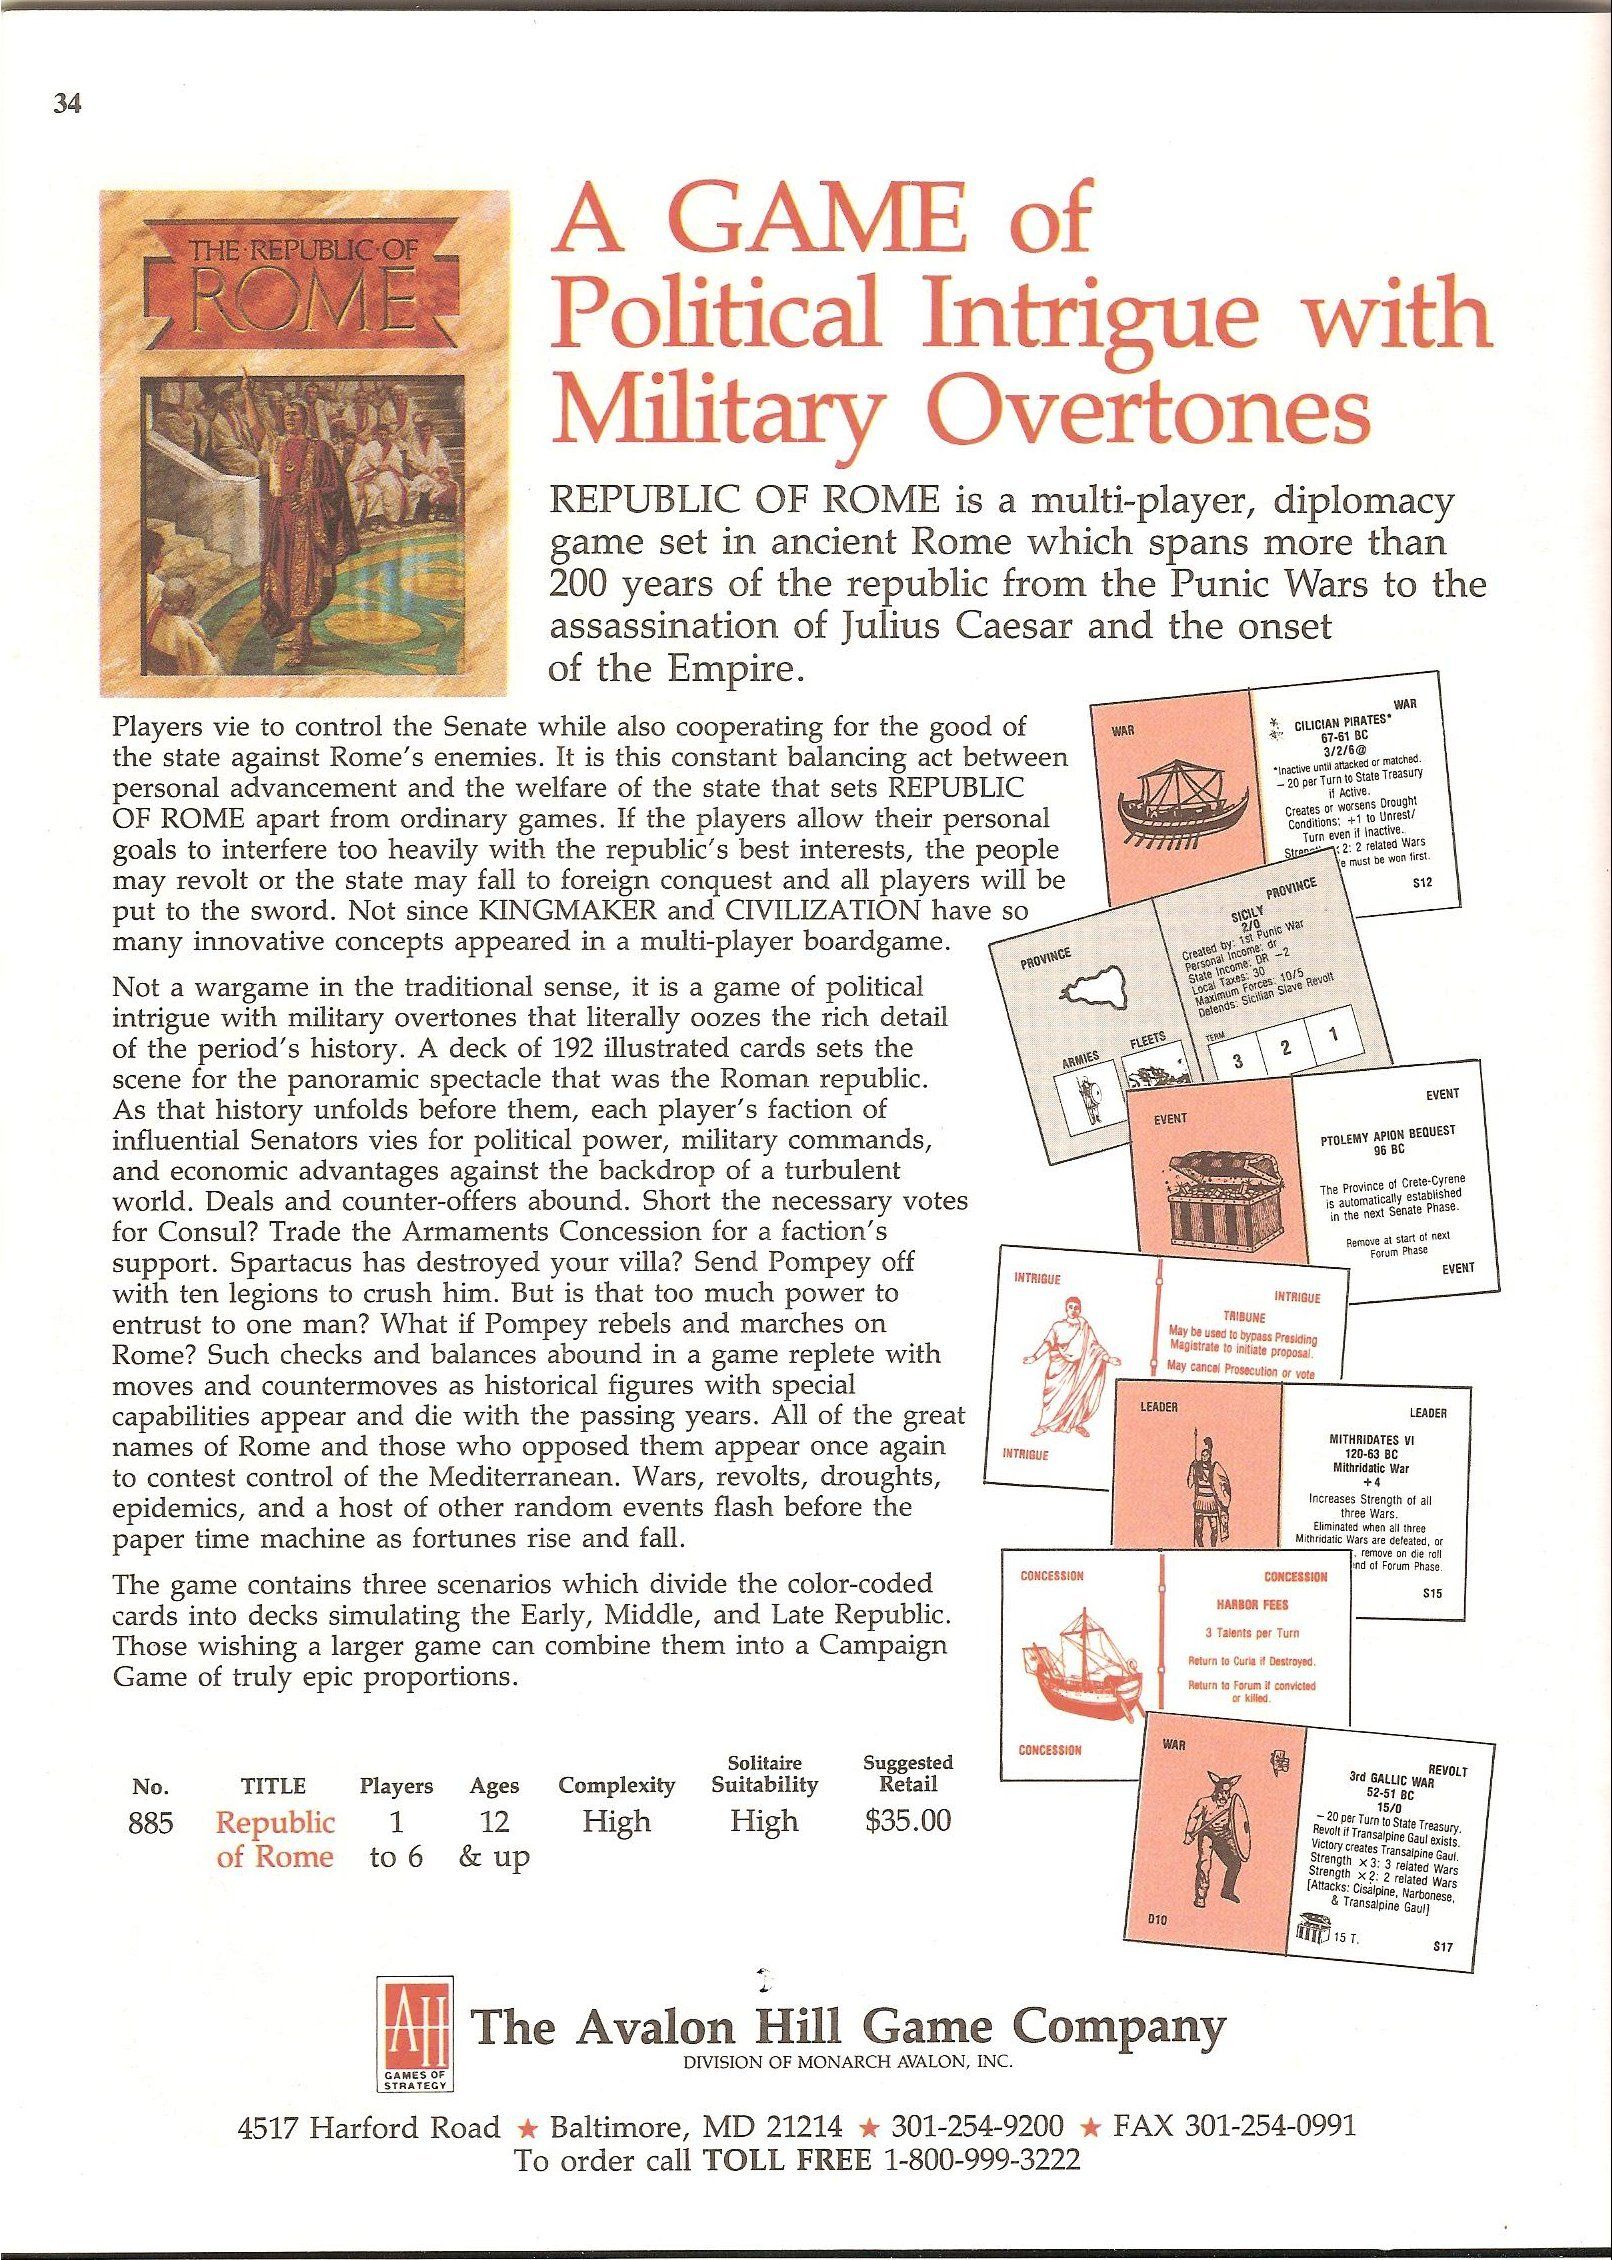 34
THE·REPUBLIC·OF
ROME
A GAME of
Political Intrigue with
Military Overtones
REPUBLIC OF ROME is a multi-player, diplomacy
game set in ancient Rome which spans more than
200 years of the republic from the Punic Wars to the
assassination of Julius Caesar and the onset
of the Empire.
Players vie to control the Senate while also cooperating for the good of
the state against Rome's enemies. It is this constant balancing act between
personal advancement and the welfare of the state that sets REPUBLIC
OF ROME apart from ordinary games. If the players allow their personal
goals to interfere too heavily with the republic's best interests, the people
may revolt or the state may fall to foreign conquest and all players will be
put to the sword. Not since KINGMAKER and CIVILIZATION have so
many innovative concepts appeared in a multi-player boardgame.
Not a wargame in the traditional sense, it is a game of political
intrigue with military overtones that literally oozes the rich detail
of the period's history. A deck of 192 illustrated cards sets the
scene for the panoramic spectacle that was the Roman republic.
As that history unfolds before them, each player's faction of
influential Senators vies for political power, military commands,
and economic advantages against the backdrop of a turbulent
world. Deals and counter-offers abound. Short the necessary votes
for Consul? Trade the Armaments Concession for a faction's
support. Spartacus has destroyed your villa? Send Pompey off
with ten legions to crush him. But is that too much power to
entrust to one man? What if Pompey rebels and marches on
Rome? Such checks and balances abound in a game replete with
moves and countermoves as historical figures with special
capabilities appear and die with the passing years. All of the great
names of Rome and those who opposed them appear once again
to contest control of the Mediterranean. Wars, revolts, droughts,
epidemics, and a host of other random events flash before the
paper time machine as fortunes rise and fall.
The game contains three scenarios which divide the color-coded
cards into decks simulating the Early, Middle, and Late Republic.
Those wishing a larger game can combine them into a Campaign
Game of truly epic proportions.
WAR
WAR
CILICIAN PIRATES*
67-61 BC
3/2/6@
*Inactive until attacked or matched.
– 20 per Turn to State Treasury
if Active.
Creates or worsens Drought
Conditions: +1 to Unrest/
Turn even if Inactive.
2: 2 related Wars
must be won first.
S12
PROVINCE
PROVINCE
SICILY
2/0
Created by: 1st Punic War
Personal Income: dr
State Income: DR –2
Local Taxes: 30
Maximum Forces: 10/5
Defends: Sicilian Slave Revolt
ARMIES
FLEETS
TERM
3 2 1
EVENT
EVENT
PTOLEMY APION BEQUEST
96 BC
The Province of Crete-Cyrene
is automatically established
in the next Senate Phase.
Remove at start of next
Forum Phase
EVENT
INTRIGUE
INTRIGUE
TRIBUNE
May be used to bypass Presiding
Magistrate to initiate proposal.
May cancel Prosecution or vote
INTRIGUE
LEADER
LEADER
MITHRIDATES VI
120-63 BC
Mithridatic War
+4
Increases Strength of all
three Wars.
Eliminated when all three
Mithridatic Wars are defeated, or
remove on die roll
of Forum Phase.
S15
CONCESSION
CONCESSION
HARBOR FEES
3 Talents per Turn
Return to Curia if Destroyed.
Return to Forum if convicted
or killed.
CONCESSION
WAR
REVOLT
3rd GALLIC WAR
52-51 BC
15/0
– 20 per Turn to State Treasury.
Revolt if Transalpine Gaul exists.
Victory creates Transalpine Gaul.
Strength ×3: 3 related Wars
Strength ×2: 2 related Wars
[Attacks: Cisalpine, Narbonese,
& Transalpine Gaul]
15 T.
D10
S17
No. TITLE Players Ages Complexity Solitaire Suitability Suggested Retail
885 Republic of Rome 1 to 6 12 & up High High $35.00
AH
GAMES OF
STRATEGY
The Avalon Hill Game Company
DIVISION OF MONARCH AVALON, INC.
4517 Harford Road ★ Baltimore, MD 21214 ★ 301-254-9200 ★ FAX 301-254-0991
To order call TOLL FREE 1-800-999-3222